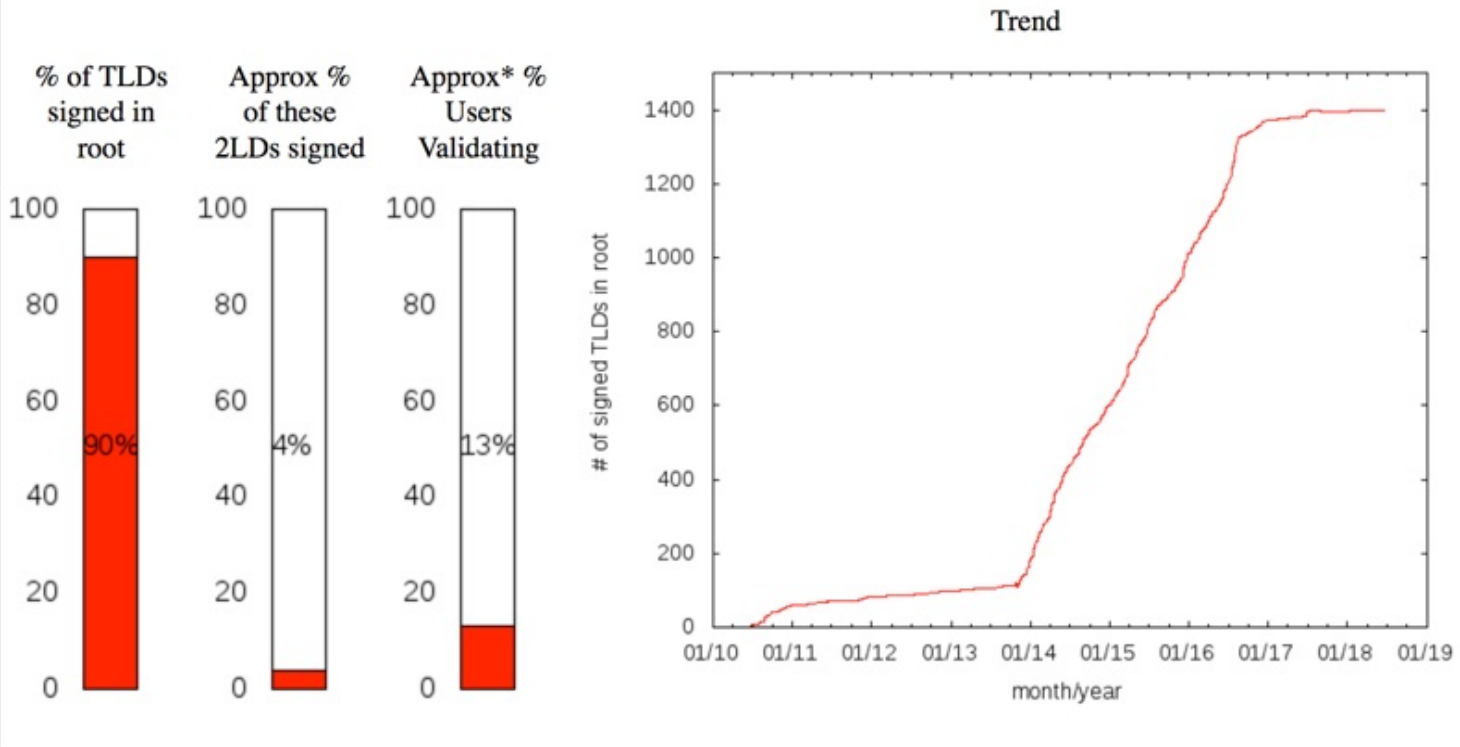 Trend
% of TLDs
signed in
root
Approx %
of these
2LDs signed
Approx* %
Users
Validating
100
80
60
40
20
0
90%
100
80
60
40
20
0
4%
100
80
60
40
20
0
13%
# of signed TLDs in root
1400
1200
1000
800
600
400
200
0
01/10 01/11 01/12 01/13 01/14 01/15 01/16 01/17 01/18 01/19
month/year